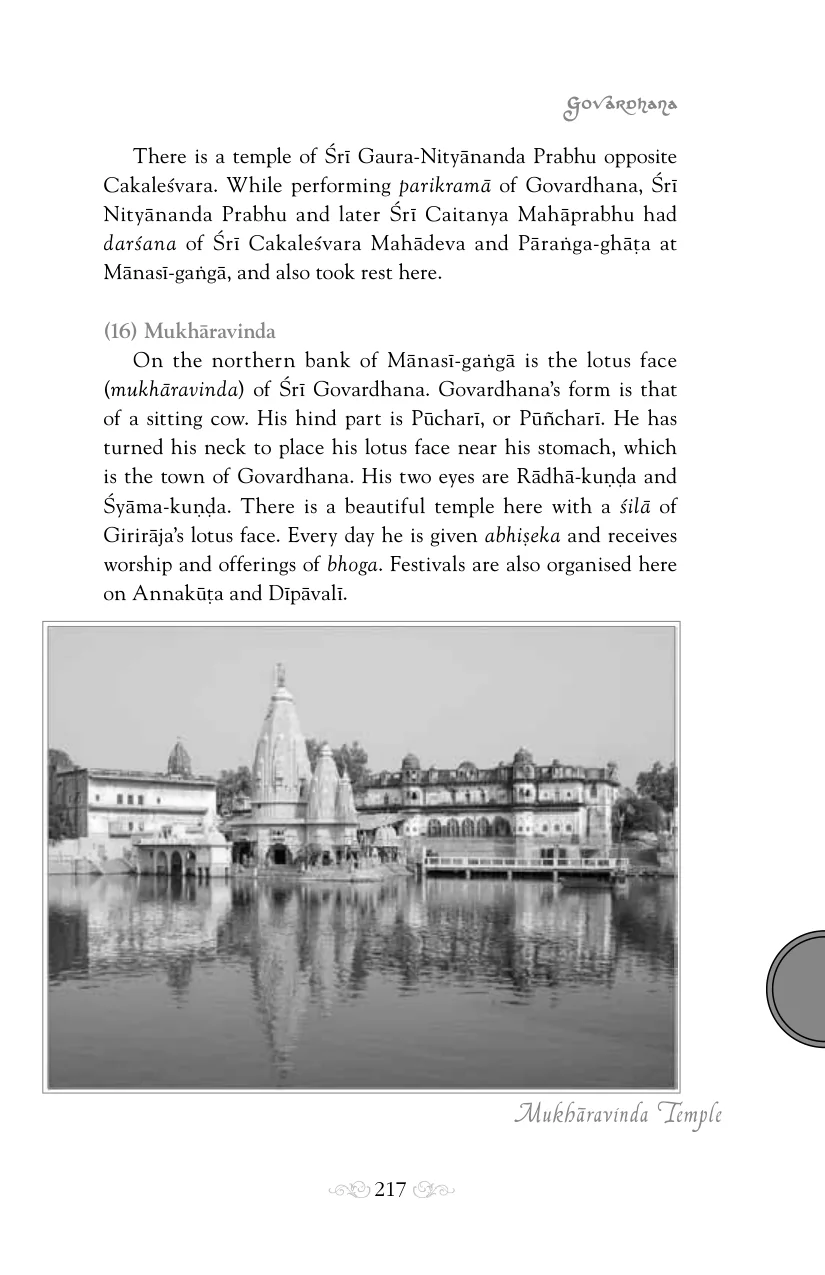 Govardhana
There is a temple of Śrī Gaura-Nityānanda Prabhu opposite
Cakaleśvara. While performing parikramā of Govardhana, Śrī
Nityānanda Prabhu and later Śrī Caitanya Mahāprabhu had
darśana of Śrī Cakaleśvara Mahādeva and Pāraṅga-ghāṭa at
Mānasī-gaṅgā, and also took rest here.
(16) Mukhāravinda
On the northern bank of Mānasī-gaṅgā is the lotus face
(mukhāravinda) of Śrī Govardhana. Govardhana’s form is that
of a sitting cow. His hind part is Pūcharī, or Pūñcharī. He has
turned his neck to place his lotus face near his stomach, which
is the town of Govardhana. His two eyes are Rādhā-kuṇḍa and
Śyāma-kuṇḍa. There is a beautiful temple here with a śilā of
Girirāja’s lotus face. Every day he is given abhiṣeka and receives
worship and offerings of bhoga. Festivals are also organised here
on Annakūṭa and Dīpāvalī.
Mukhāravinda Temple
217